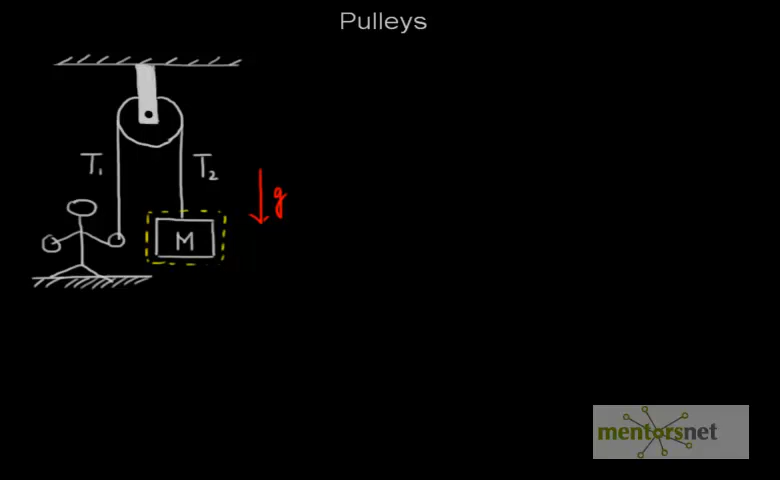 Pulleys
T₁
T₂
g
M
mentorsnet